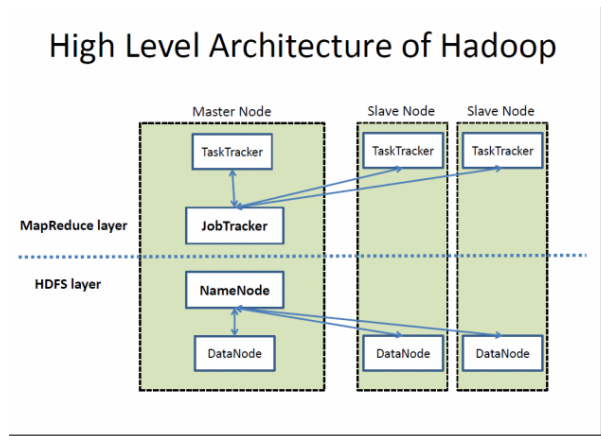 High Level Architecture of Hadoop
Master Node
Slave Node
Slave Node
TaskTracker
TaskTracker
TaskTracker
MapReduce layer
JobTracker
HDFS layer
NameNode
DataNode
DataNode
DataNode